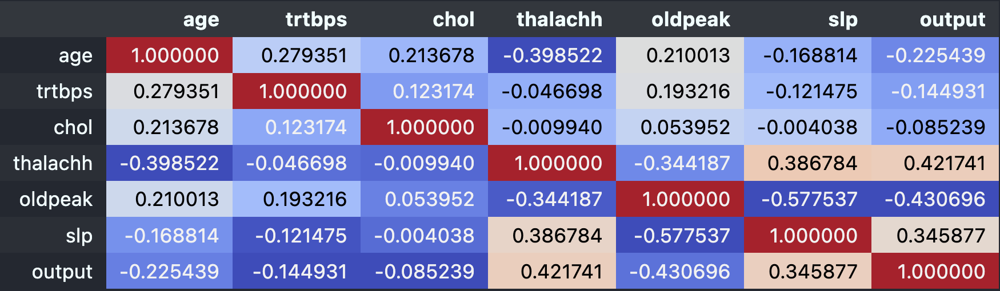 age trtbps chol thalachh oldpeak slp output
age 1.000000 0.279351 0.213678 -0.398522 0.210013 -0.168814 -0.225439
trtbps 0.279351 1.000000 0.123174 -0.046698 0.193216 -0.121475 -0.144931
chol 0.213678 0.123174 1.000000 -0.009940 0.053952 -0.004038 -0.085239
thalachh -0.398522 -0.046698 -0.009940 1.000000 -0.344187 0.386784 0.421741
oldpeak 0.210013 0.193216 0.053952 -0.344187 1.000000 -0.577537 -0.430696
slp -0.168814 -0.121475 -0.004038 0.386784 -0.577537 1.000000 0.345877
output -0.225439 -0.144931 -0.085239 0.421741 -0.430696 0.345877 1.000000